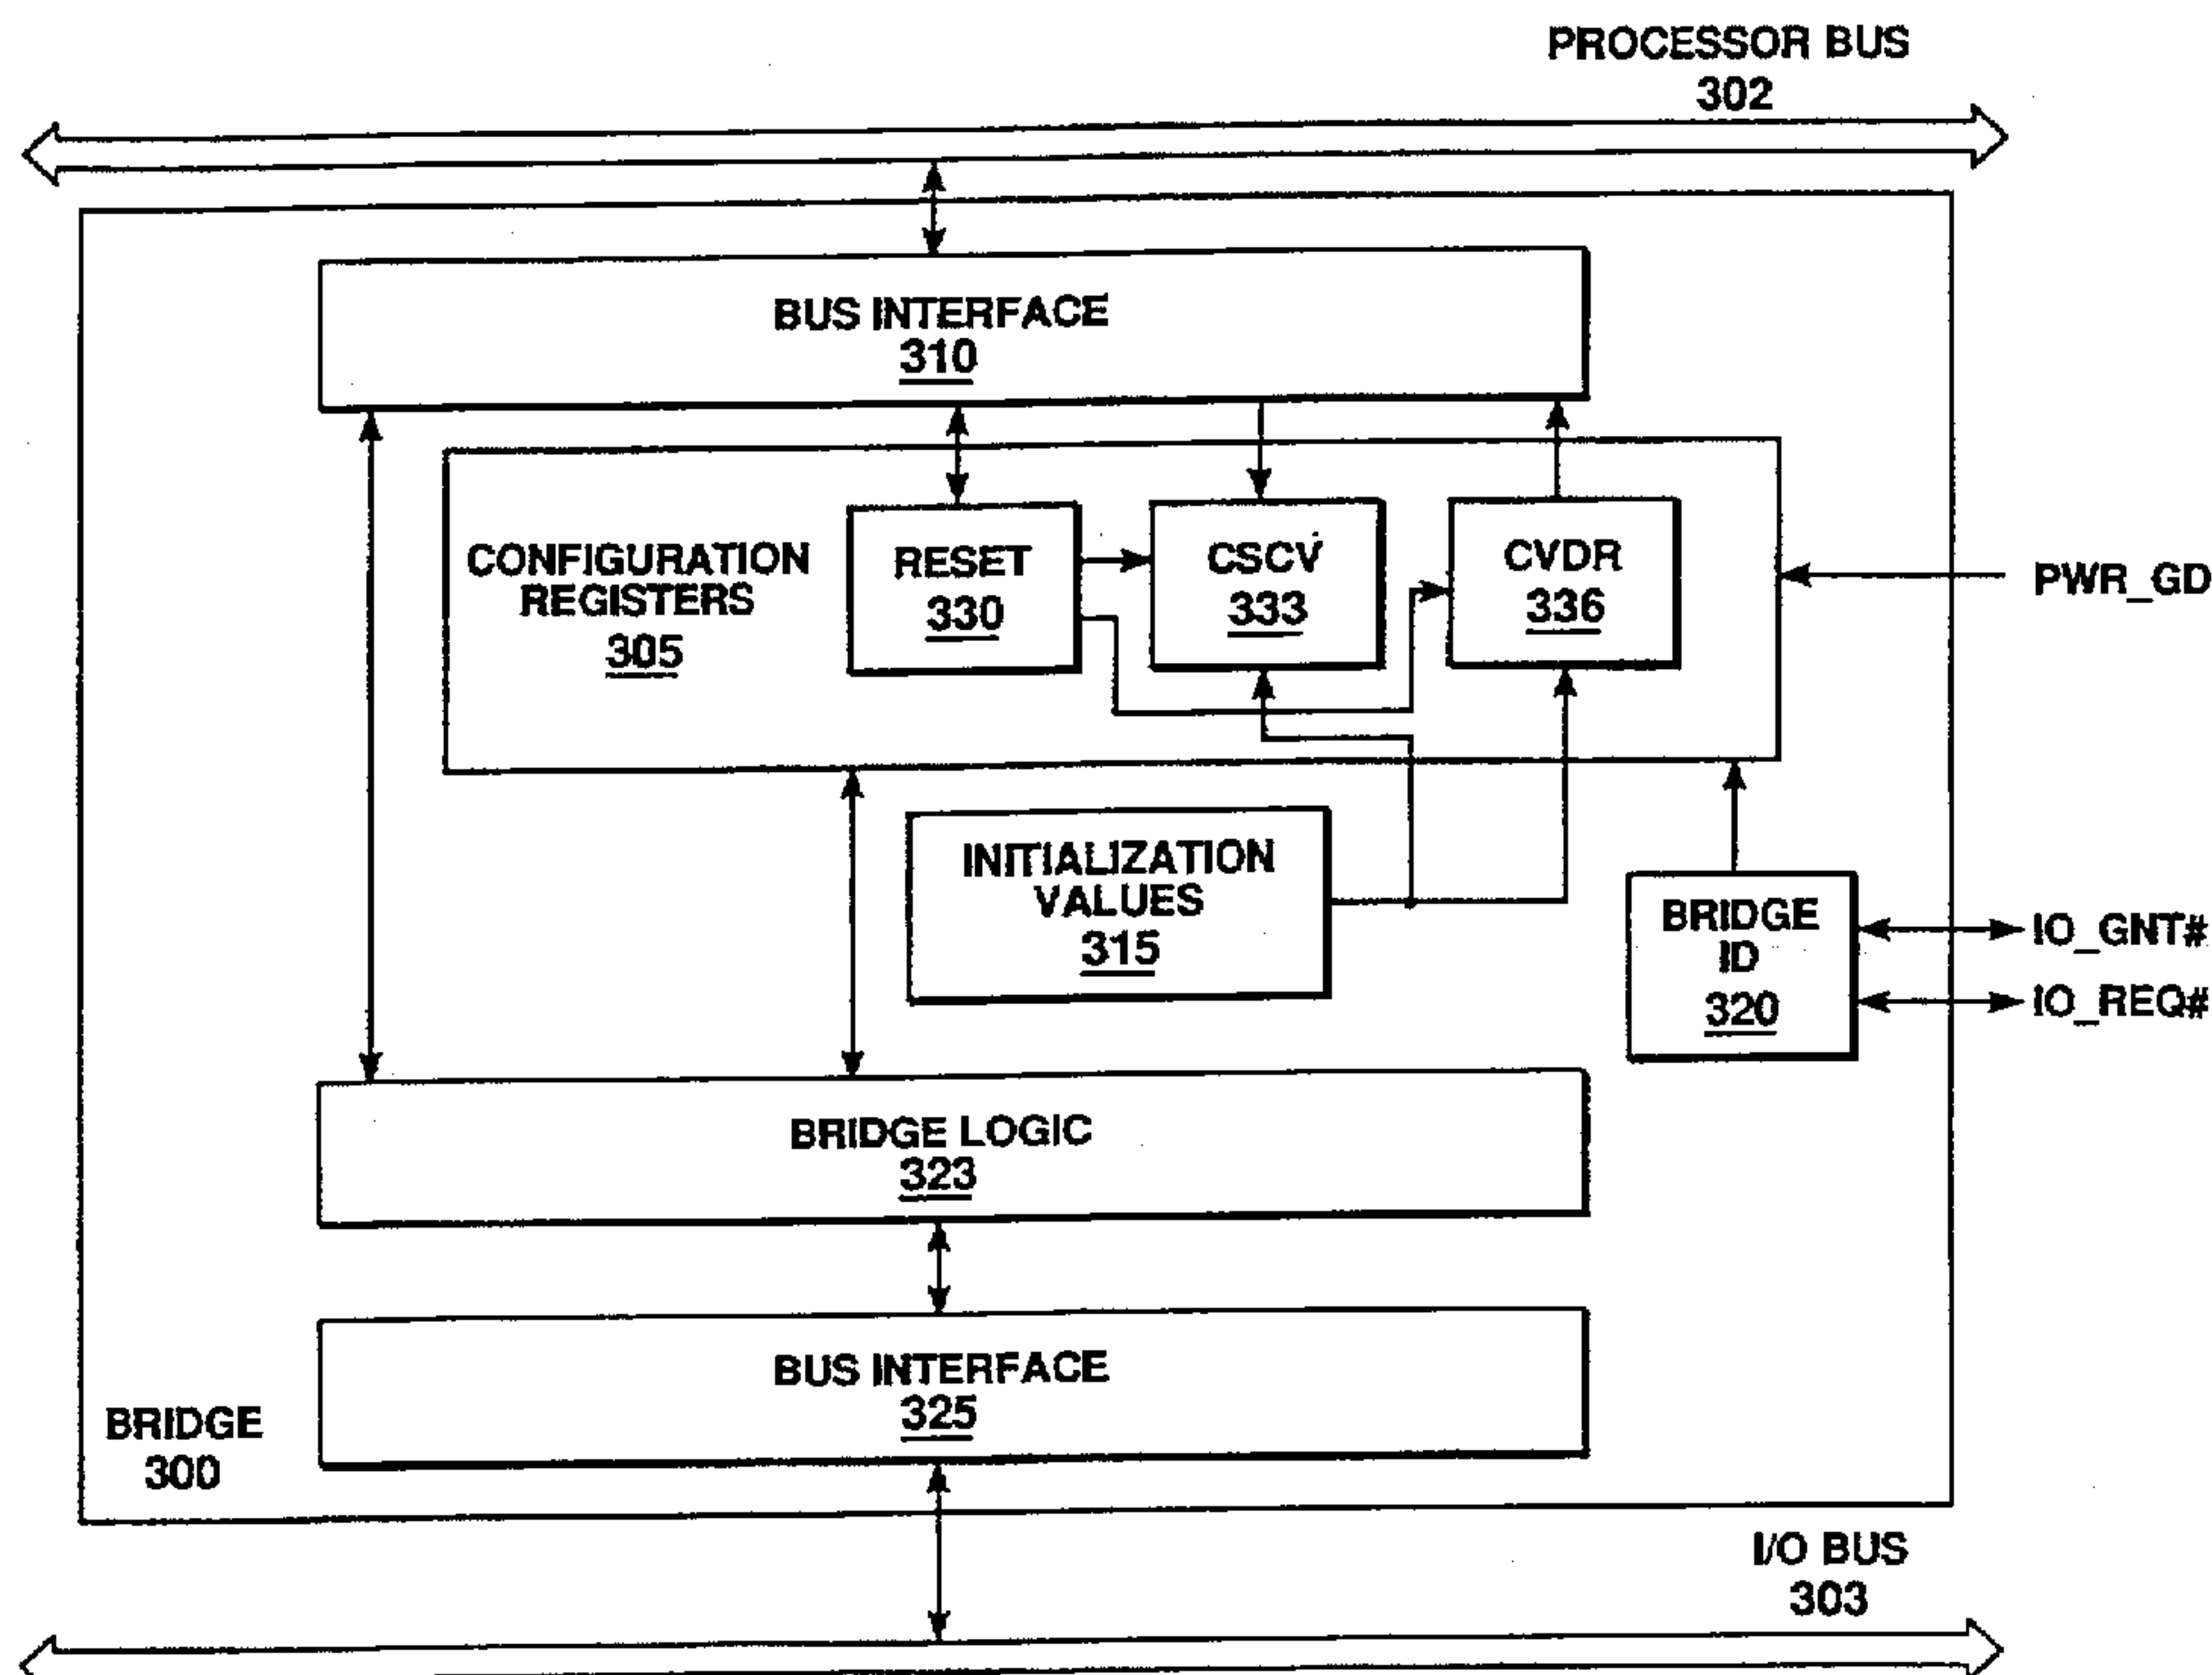 PROCESSOR BUS
302
BUS INTERFACE
310
CONFIGURATION
REGISTERS
305
RESET
330
CSCV
333
CVDR
336
PWR_GD
INITIALIZATION
VALUES
315
BRIDGE
ID
320
IO_GNT#
IO_REQ#
BRIDGE LOGIC
323
BUS INTERFACE
325
BRIDGE
300
I/O BUS
303